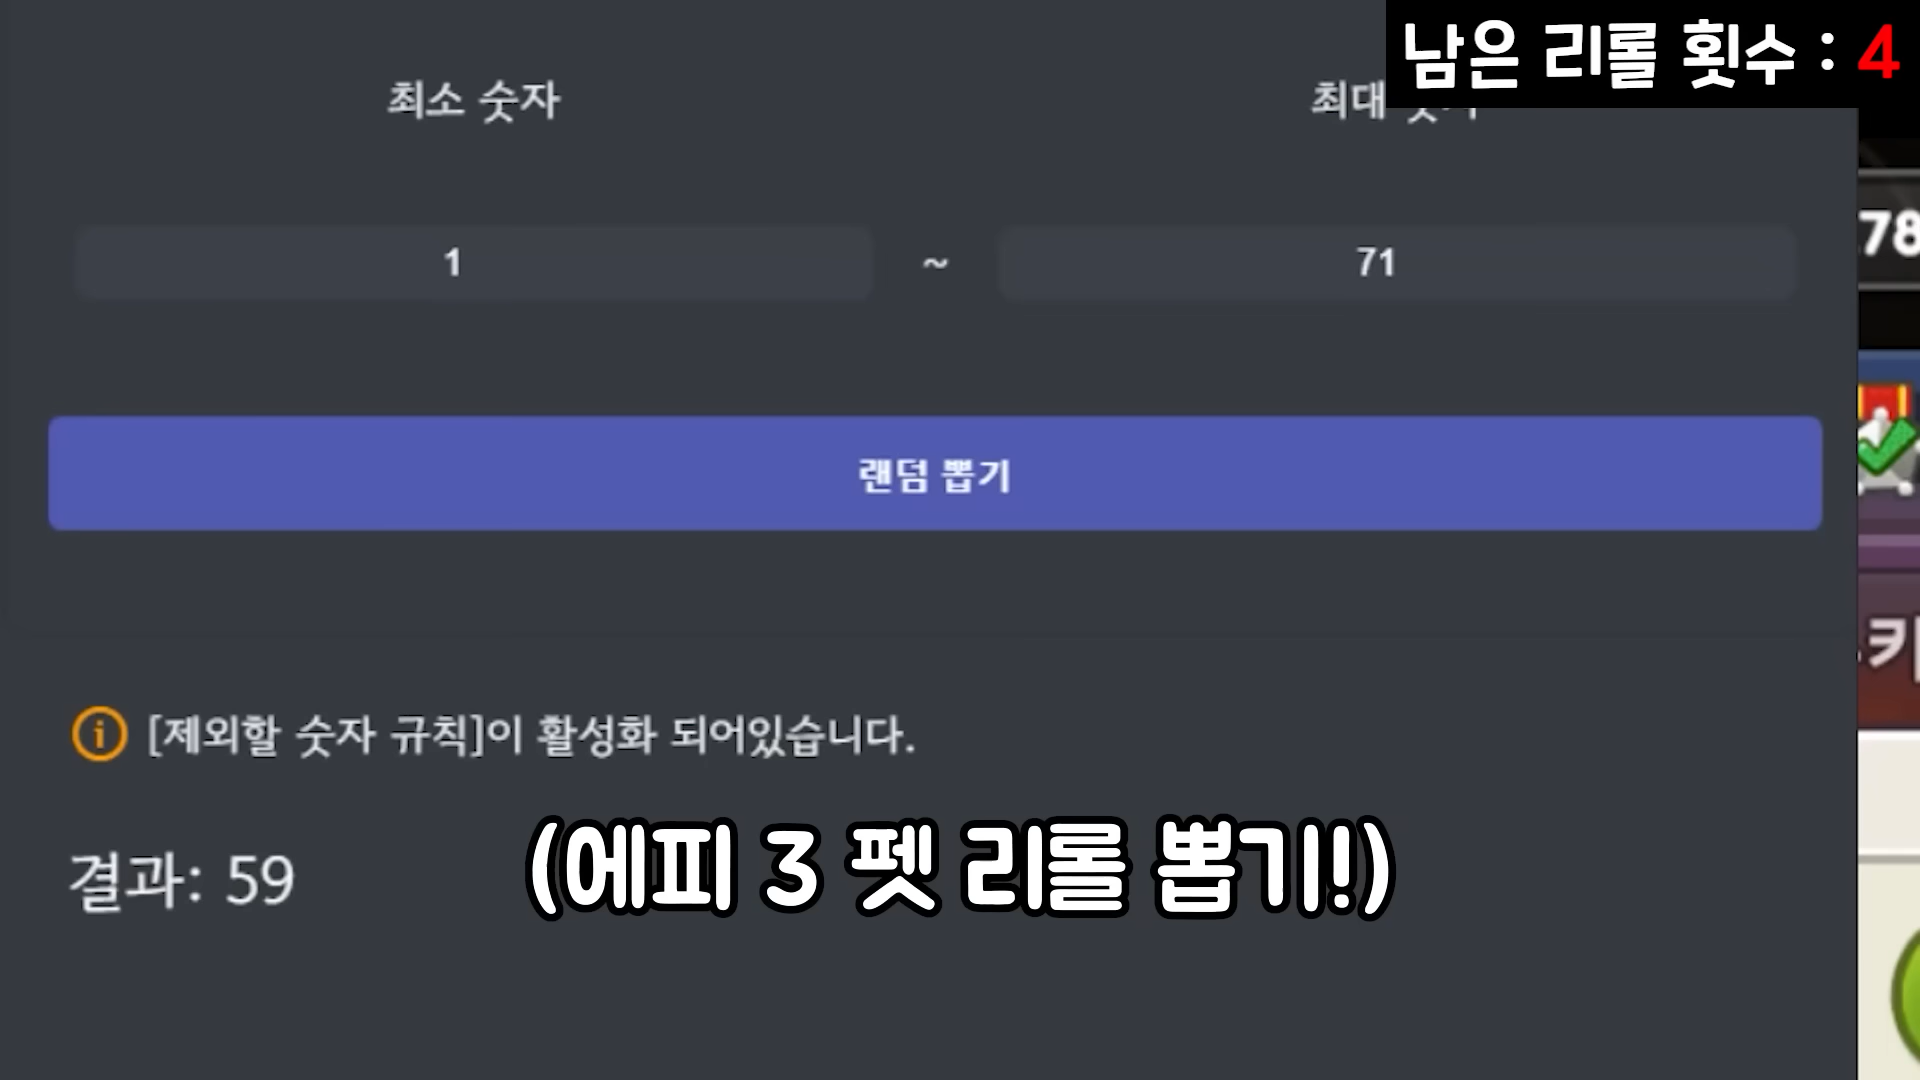 남은 리롤 횟수 : 4
최소 숫자
최대
1 ~ 71
78
랜덤 뽑기
키
[제외할 숫자 규칙]이 활성화 되어있습니다.
(에피 3 펫 리롤 뽑기!)
결과: 59